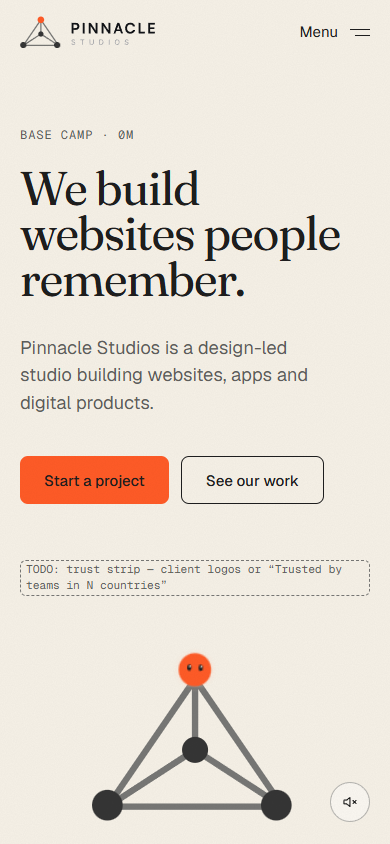 PINNACLE
STUDIOS
Menu
BASE CAMP · 0M
We build
websites people
remember.
Pinnacle Studios is a design-led
studio building websites, apps and
digital products.
Start a project
See our work
TODO: trust strip — client logos or “Trusted by
teams in N countries”